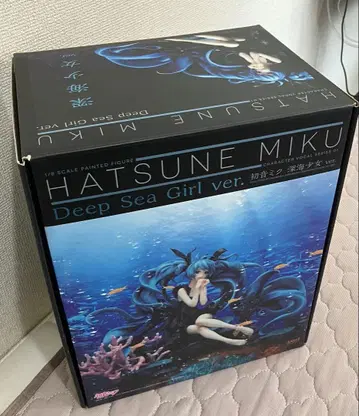 深海少女
Deep Sea Girl ver.
HATSUNE MIKU
1/8 SCALE PAINTED FIGURE
CHARACTER VOCAL SERIES 01
HATSUNE MIKU
Deep Sea Girl ver. 初音ミク 深海少女 ver.